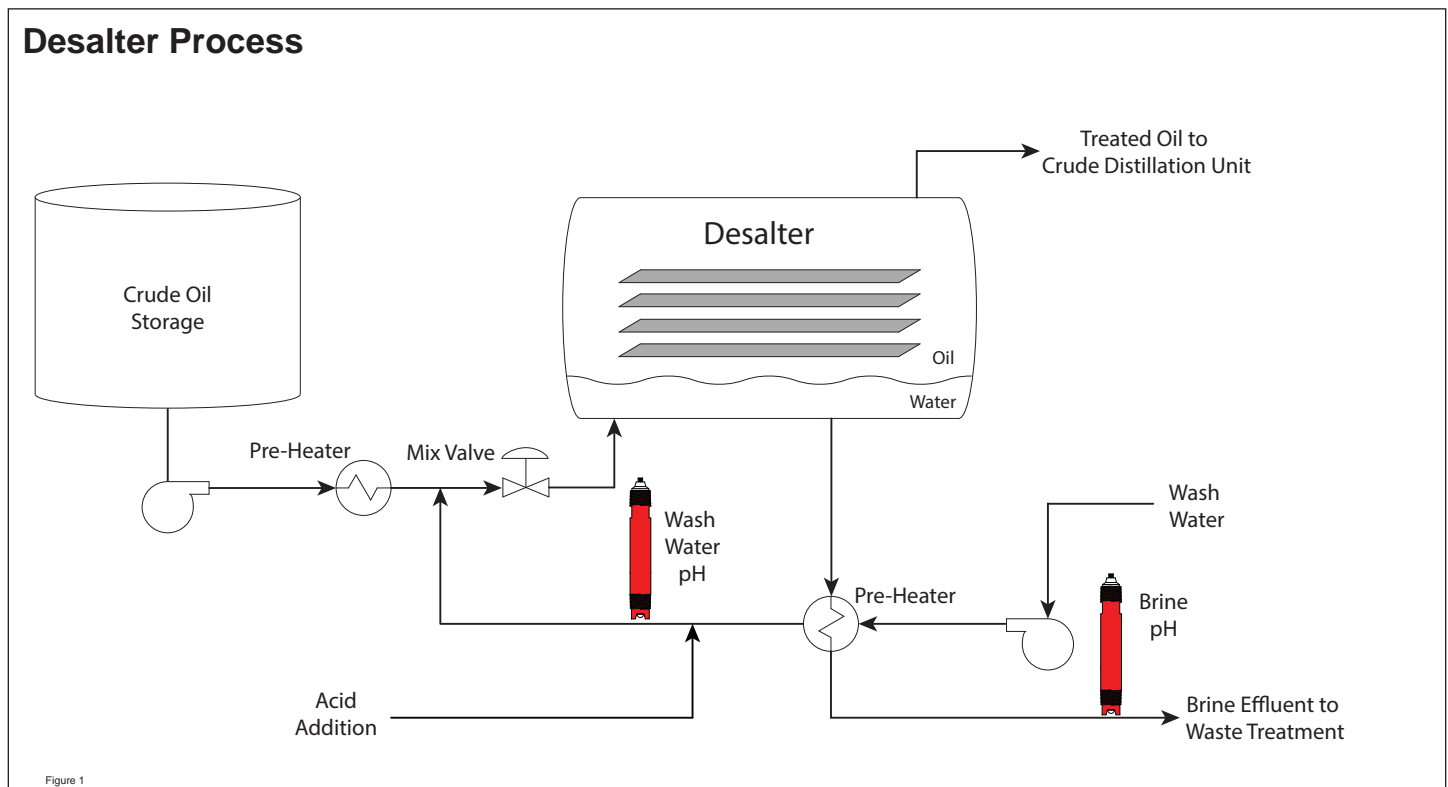 Desalter Process
Treated Oil to
Crude Distillation Unit
Desalter
Crude Oil
Storage
Oil
Water
Pre-Heater
Mix Valve
Wash
Water
pH
Wash
Water
Pre-Heater
Brine
pH
Acid
Addition
Brine Effluent to
Waste Treatment
Figure 1